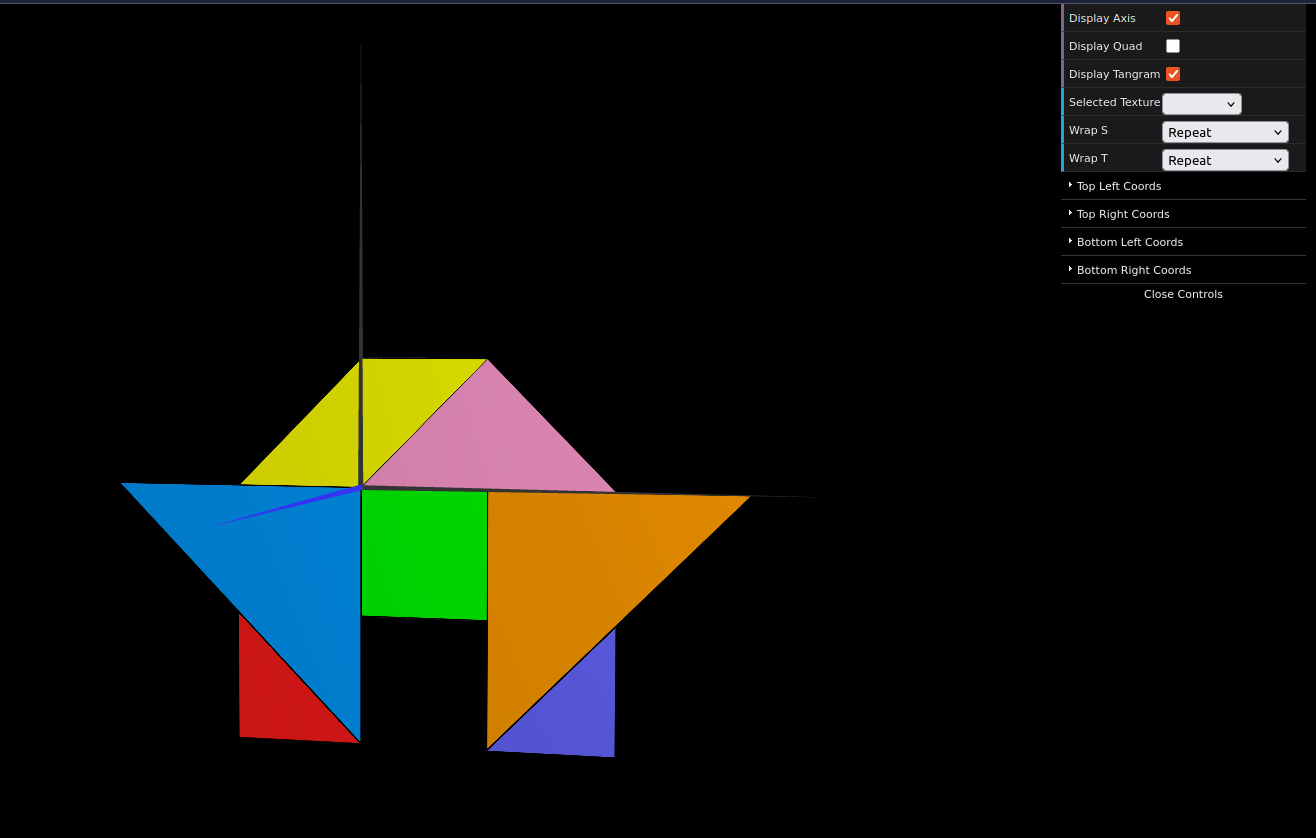 Display Axis
Display Quad
Display Tangram
Selected Texture
Wrap S Repeat
Wrap T Repeat
Top Left Coords
Top Right Coords
Bottom Left Coords
Bottom Right Coords
Close Controls